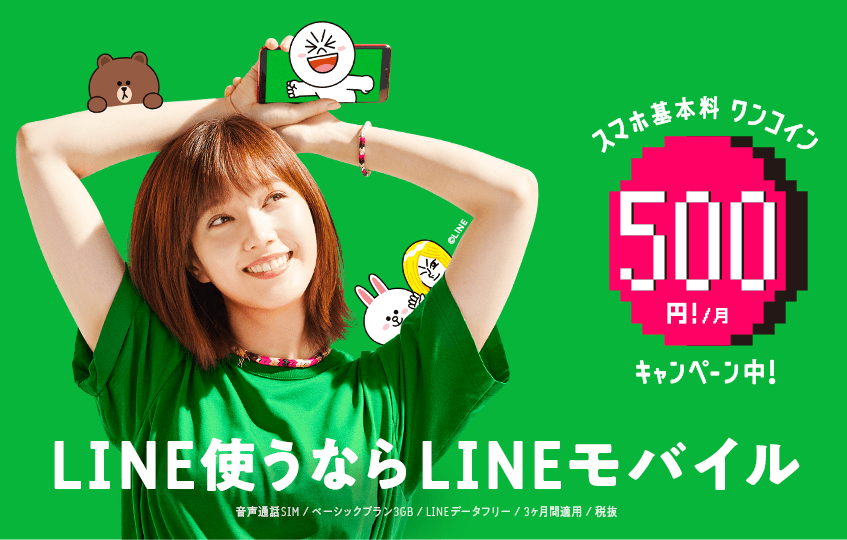 スマホ基本料 ワンコイン
500
円!/月
キャンペーン中!
©LINE
LINE使うならLINEモバイル
音声通話SIM / ベーシックプラン3GB / LINEデータフリー / 3ヶ月間適用 / 税抜